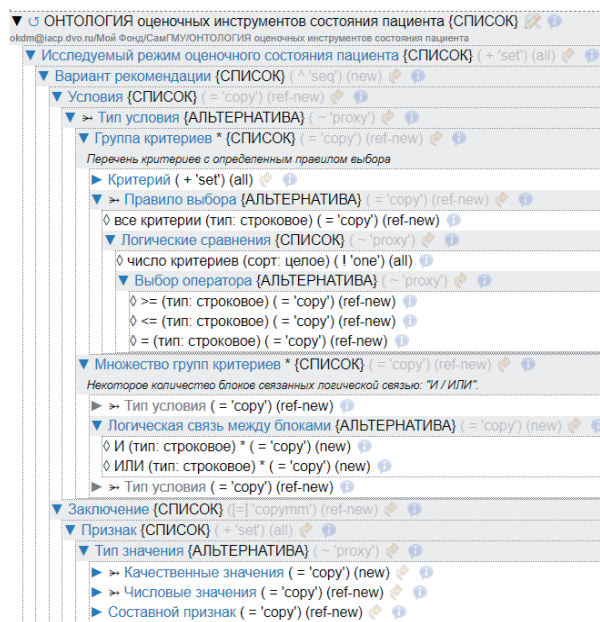 ▼ ↺ ОНТОЛОГИЯ оценочных инструментов состояния пациента {СПИСОК}
okdm@iacp.dvo.ru/Мой Фонд/СамГМУ/ОНТОЛОГИЯ оценочных инструментов состояния пациента
▼ Исследуемый режим оценочного состояния пациента {СПИСОК} ( + 'set') (all)
▼ Вариант рекомендации {СПИСОК} ( ^ 'seq') (new)
▼ Условия {СПИСОК} ( = 'copy') (ref-new)
▼ ➳ Тип условия {АЛЬТЕРНАТИВА} ( ~ 'proxy')
▼ Группа критериев * {СПИСОК} ( = 'copy') (ref-new)
Перечень критериев с определенным правилом выбора
▶ Критерий ( + 'set') (all)
▼ ➳ Правило выбора {АЛЬТЕРНАТИВА} ( = 'copy') (ref-new)
◊ все критерии (тип: строковое) ( = 'copy') (ref-new)
▼ Логические сравнения {СПИСОК} ( ~ 'proxy')
◊ число критериев (сорт: целое) ( ! 'one') (all)
▼ Выбор оператора {АЛЬТЕРНАТИВА} ( ~ 'proxy')
◊ >= (тип: строковое) ( = 'copy') (ref-new)
◊ <= (тип: строковое) ( = 'copy') (ref-new)
◊ = (тип: строковое) ( = 'copy') (ref-new)
▼ Множество групп критериев * {СПИСОК} ( = 'copy') (ref-new)
Некоторое количество блоков связанных логической связью: "И / ИЛИ".
▶ ➳ Тип условия ( = 'copy') (ref-new)
▼ Логическая связь между блоками {АЛЬТЕРНАТИВА} ( = 'copy') (new)
◊ И (тип: строковое) * ( = 'copy') (new)
◊ ИЛИ (тип: строковое) * ( = 'copy') (new)
▶ ➳ Тип условия ( = 'copy') (ref-new)
▼ Заключение {СПИСОК} ([=] 'copymm') (ref-new)
▼ Признак {СПИСОК} ( + 'set') (all)
▼ Тип значения {АЛЬТЕРНАТИВА} ( ~ 'proxy')
▶ ➳ Качественные значения ( = 'copy') (new)
▶ ➳ Числовые значения ( = 'copy') (ref-new)
▶ Составной признак ( = 'copy') (ref-new)